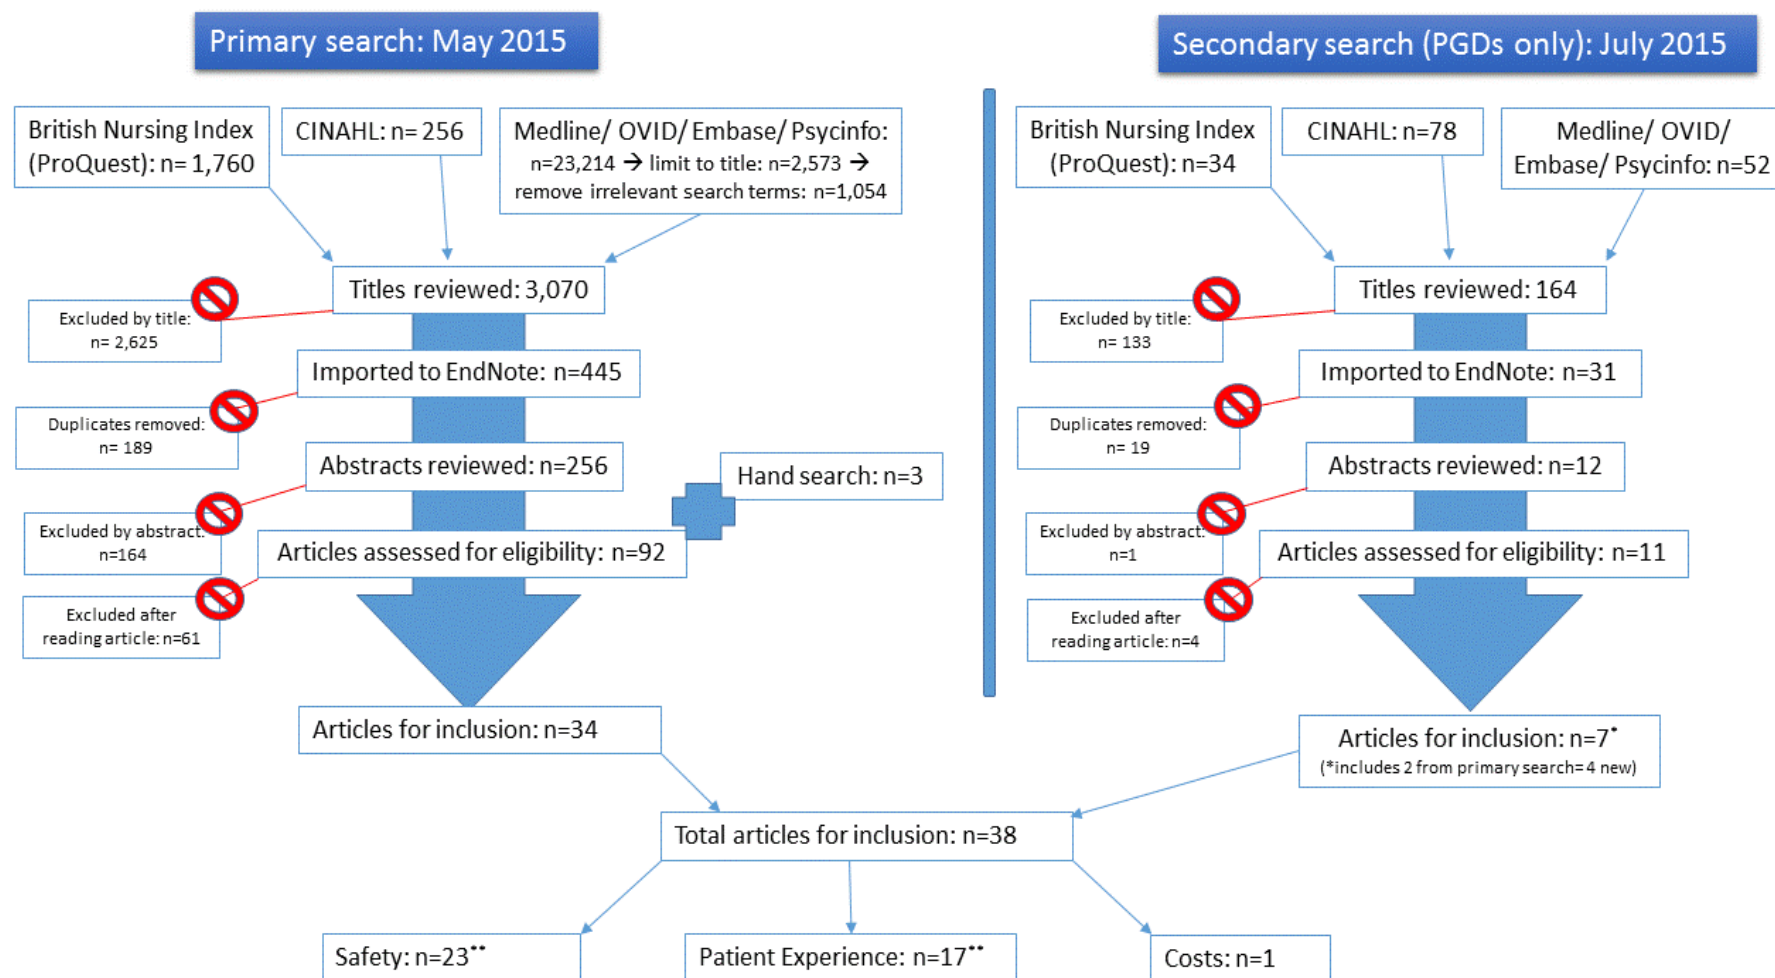 Primary search: May 2015
British Nursing Index
(ProQuest): n= 1,760
CINAHL: n= 256
Medline/ OVID/ Embase/ Psycinfo:
n=23,214 → limit to title: n=2,573 →
remove irrelevant search terms: n=1,054
Titles reviewed: 3,070
Excluded by title:
n= 2,625
Imported to EndNote: n=445
Duplicates removed:
n= 189
Abstracts reviewed: n=256
Hand search: n=3
Excluded by abstract:
n=164
Articles assessed for eligibility: n=92
Excluded after
reading article: n=61
Articles for inclusion: n=34
Secondary search (PGDs only): July 2015
British Nursing Index
(ProQuest): n=34
CINAHL: n=78
Medline/ OVID/
Embase/ Psycinfo: n=52
Titles reviewed: 164
Excluded by title:
n= 133
Imported to EndNote: n=31
Duplicates removed:
n= 19
Abstracts reviewed: n=12
Excluded by abstract:
n=1
Articles assessed for eligibility: n=11
Excluded after
reading article: n=4
Articles for inclusion: n=7*
(*includes 2 from primary search= 4 new)
Total articles for inclusion: n=38
Safety: n=23**
Patient Experience: n=17**
Costs: n=1